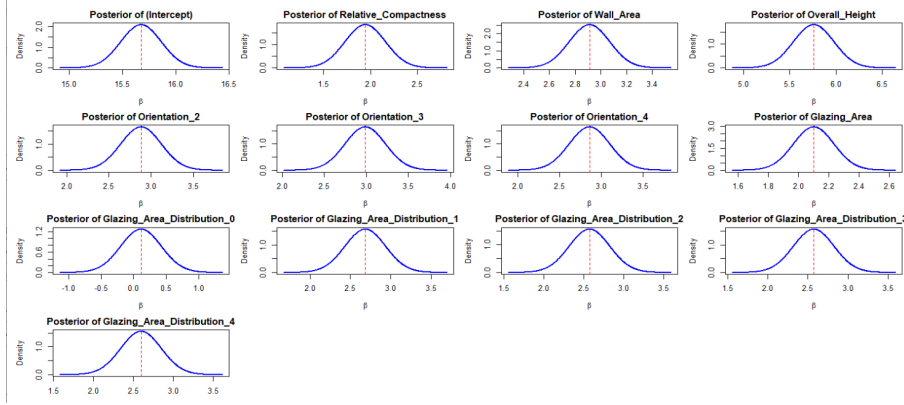 Posterior of (Intercept)
Density
0.0 1.0 2.0
15.0 15.5 16.0 16.5
β
Posterior of Relative_Compactness
Density
0.0 1.0
1.5 2.0 2.5
β
Posterior of Wall_Area
Density
0.0 1.0 2.0
2.4 2.6 2.8 3.0 3.2 3.4
β
Posterior of Overall_Height
Density
0.0 1.0
5.0 5.5 6.0 6.5
β
Posterior of Orientation_2
Density
0.0 1.0
2.0 2.5 3.0 3.5
β
Posterior of Orientation_3
Density
0.0 1.0
2.0 2.5 3.0 3.5 4.0
β
Posterior of Orientation_4
Density
0.0 1.0
2.0 2.5 3.0 3.5
β
Posterior of Glazing_Area
Density
0.0 1.5 3.0
1.6 1.8 2.0 2.2 2.4 2.6
β
Posterior of Glazing_Area_Distribution_0
Density
0.0 0.6 1.2
-1.0 -0.5 0.0 0.5 1.0
β
Posterior of Glazing_Area_Distribution_1
Density
0.0 1.0
2.0 2.5 3.0 3.5
β
Posterior of Glazing_Area_Distribution_2
Density
0.0 1.0
1.5 2.0 2.5 3.0 3.5
β
Posterior of Glazing_Area_Distribution_3
Density
0.0 1.0
1.5 2.0 2.5 3.0 3.5
β
Posterior of Glazing_Area_Distribution_4
Density
0.0 1.0
1.5 2.0 2.5 3.0 3.5